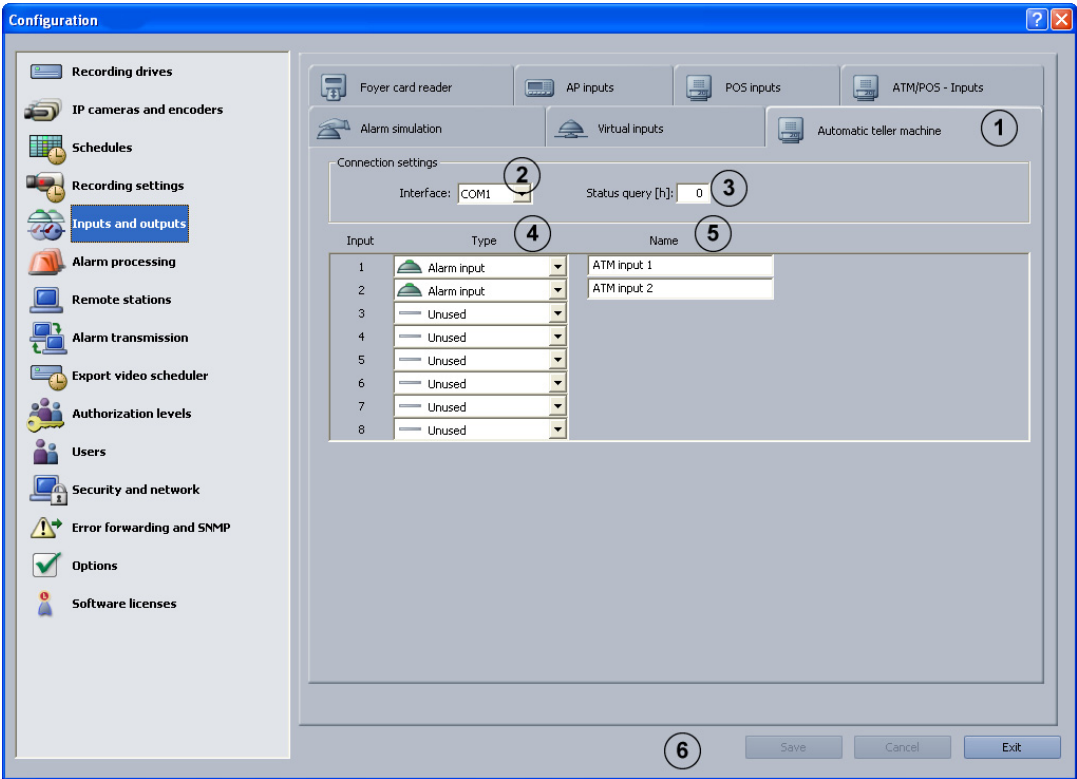 Configuration
Recording drives
IP cameras and encoders
Schedules
Recording settings
Inputs and outputs
Alarm processing
Remote stations
Alarm transmission
Export video scheduler
Authorization levels
Users
Security and network
Error forwarding and SNMP
Options
Software licenses
Foyer card reader AP inputs POS inputs ATM/POS - Inputs
Alarm simulation Virtual inputs Automatic teller machine 1
Connection settings
Interface: COM1 2 Status query [h]: 0 3
Input Type 4 Name 5
1 Alarm input ATM input 1
2 Alarm input ATM input 2
3 Unused
4 Unused
5 Unused
6 Unused
7 Unused
8 Unused
6 Save Cancel Exit